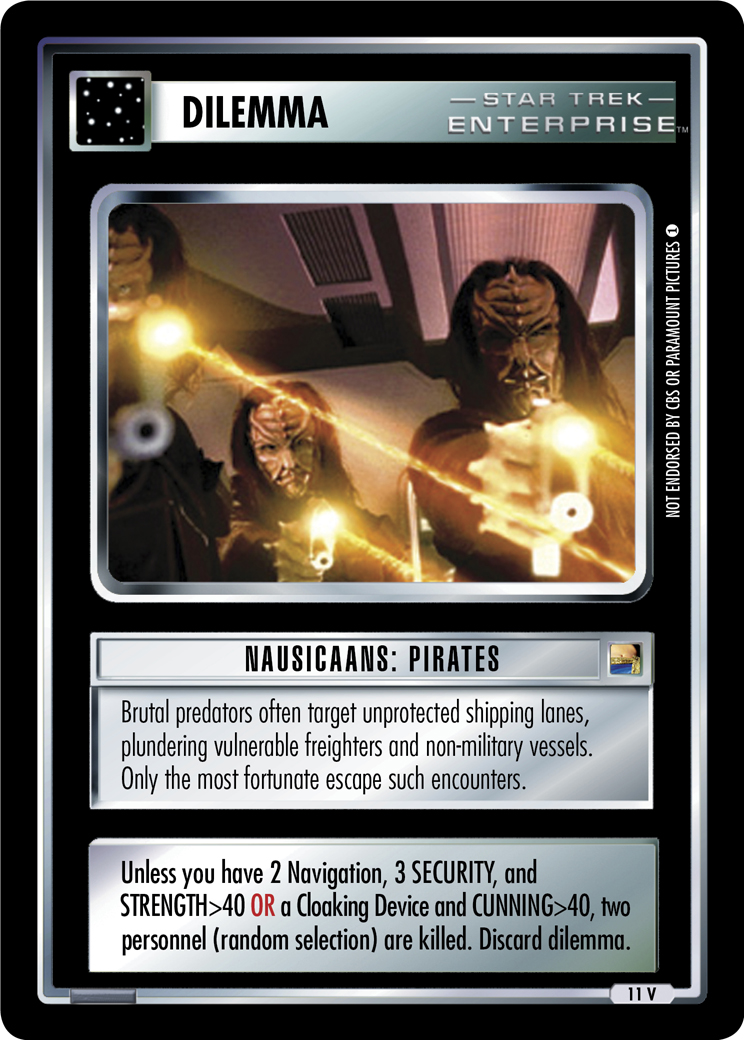 DILEMMA
— STAR TREK —
ENTERPRISE™
NOT ENDORSED BY CBS OR PARAMOUNT PICTURES 1
NAUSICAANS: PIRATES
Brutal predators often target unprotected shipping lanes,
plundering vulnerable freighters and non-military vessels.
Only the most fortunate escape such encounters.
Unless you have 2 Navigation, 3 SECURITY, and
STRENGTH>40 OR a Cloaking Device and CUNNING>40, two
personnel (random selection) are killed. Discard dilemma.
11 V